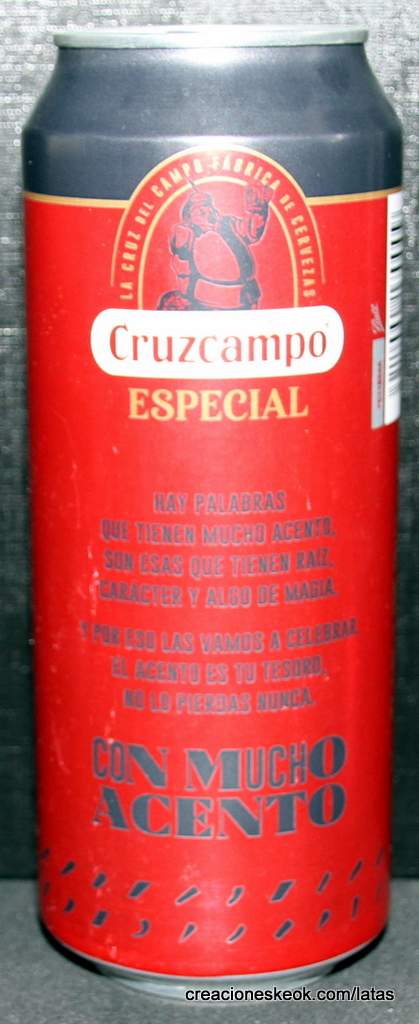 LA CRUZ DEL CAMPO FÁBRICA DE CERVEZAS
Cruzcampo
ESPECIAL
HAY PALABRAS
QUE TIENEN MUCHO ACENTO,
SON ESAS QUE TIENEN RAÍZ,
CARÁCTER Y ALGO DE MAGIA.
Y POR ESO LAS VAMOS A CELEBRAR.
EL ACENTO ES TU TESORO,
NO LO PIERDAS NUNCA.
CON MUCHO
ACENTO
creacioneskeok.com/latas